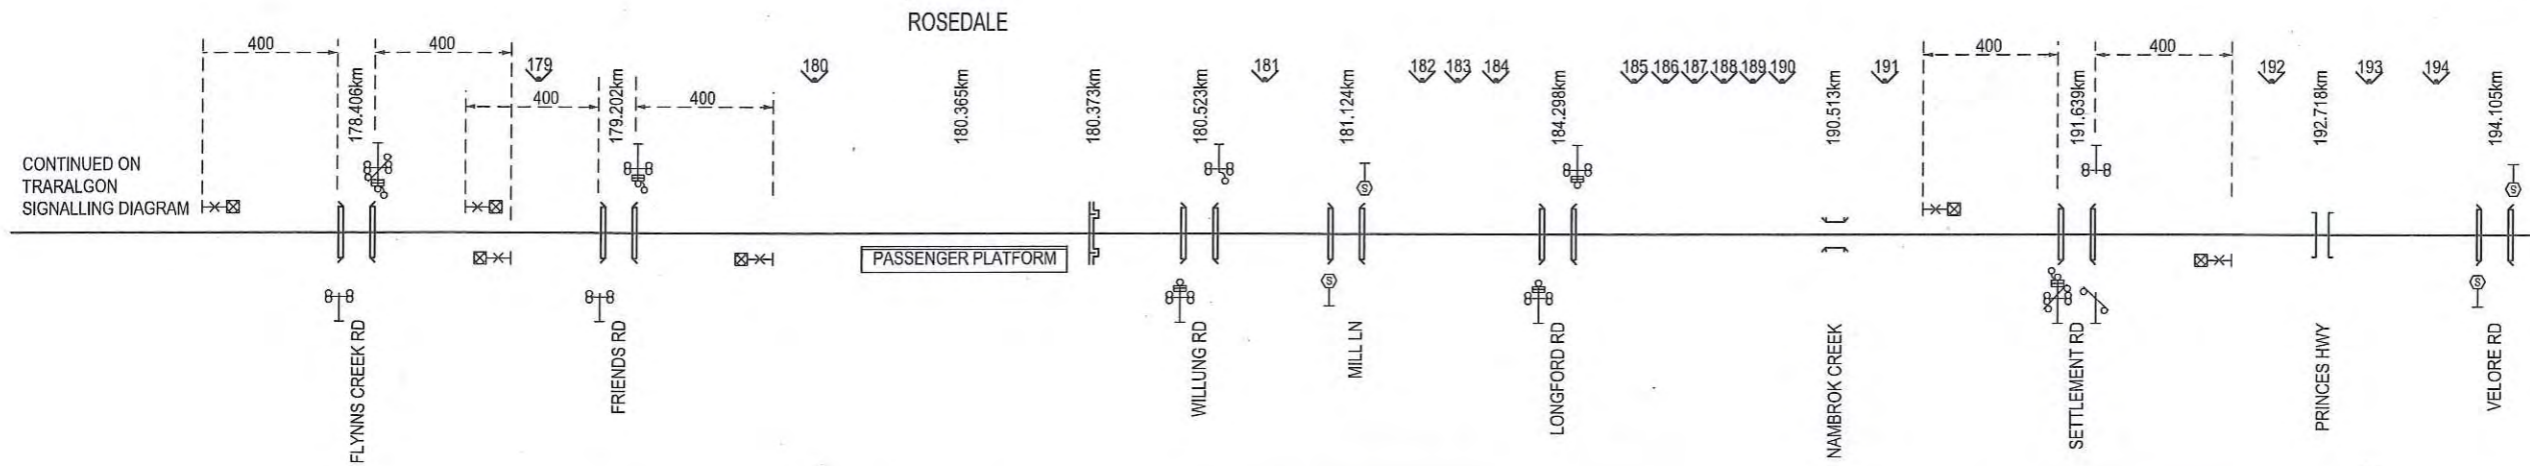 ROSEDALE
400
400
179
180
181
182
183
184
185
186
187
188
189
190
191
400
400
192
193
194
400
400
178.406km
179.202km
180.365km
180.373km
180.523km
181.124km
184.298km
190.513km
191.639km
192.718km
194.105km
CONTINUED ON
TRARALGON
SIGNALLING DIAGRAM
S
S
PASSENGER PLATFORM
S
S
FLYNNS CREEK RD
FRIENDS RD
WILLUNG RD
MILL LN
LONGFORD RD
NAMBROK CREEK
SETTLEMENT RD
PRINCES HWY
VELORE RD